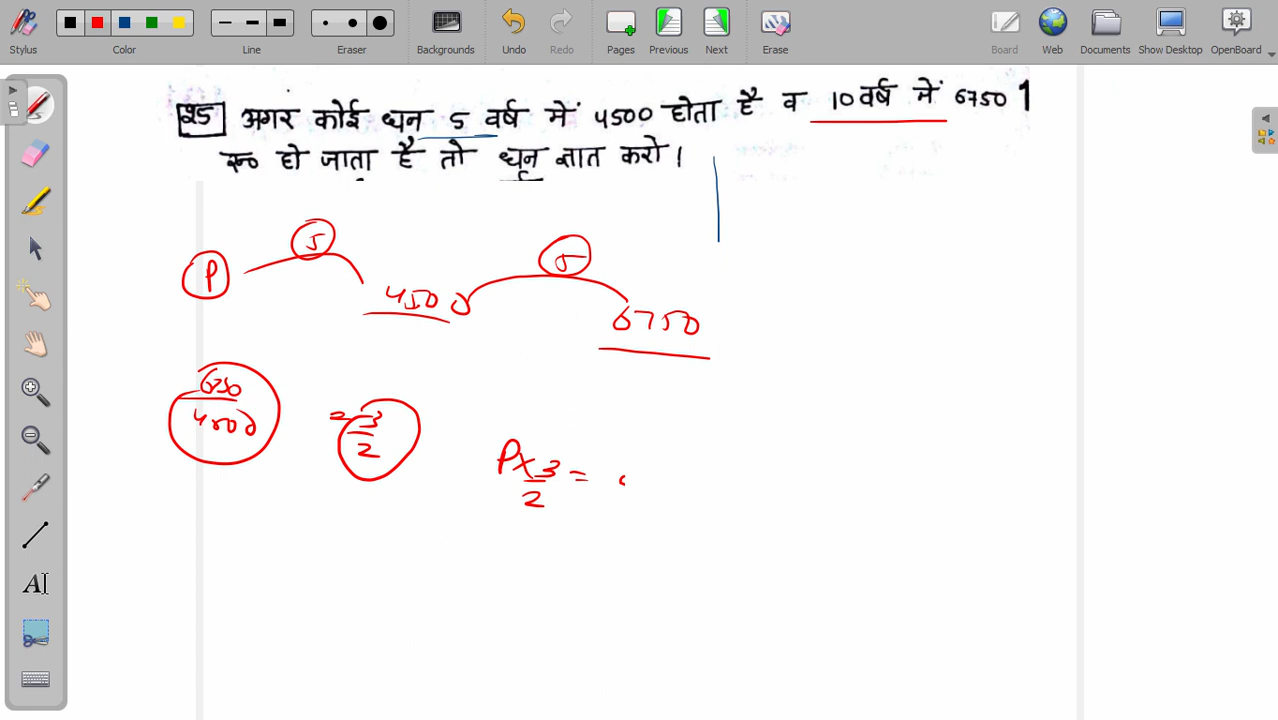 Color
Line
Eraser
Stylus
Backgrounds
Undo
Redo
Pages
Previous
Next
Erase
Board
Web
Documents
Show Desktop
OpenBoard
अगर कोई धन 5 वर्ष में 4500 होता है व 10 वर्ष में 6750
रू० हो जाता है तो धन ज्ञात करो।
P 5 4500 5 6750
6750
4500
= 3
2
P x 3 =
2